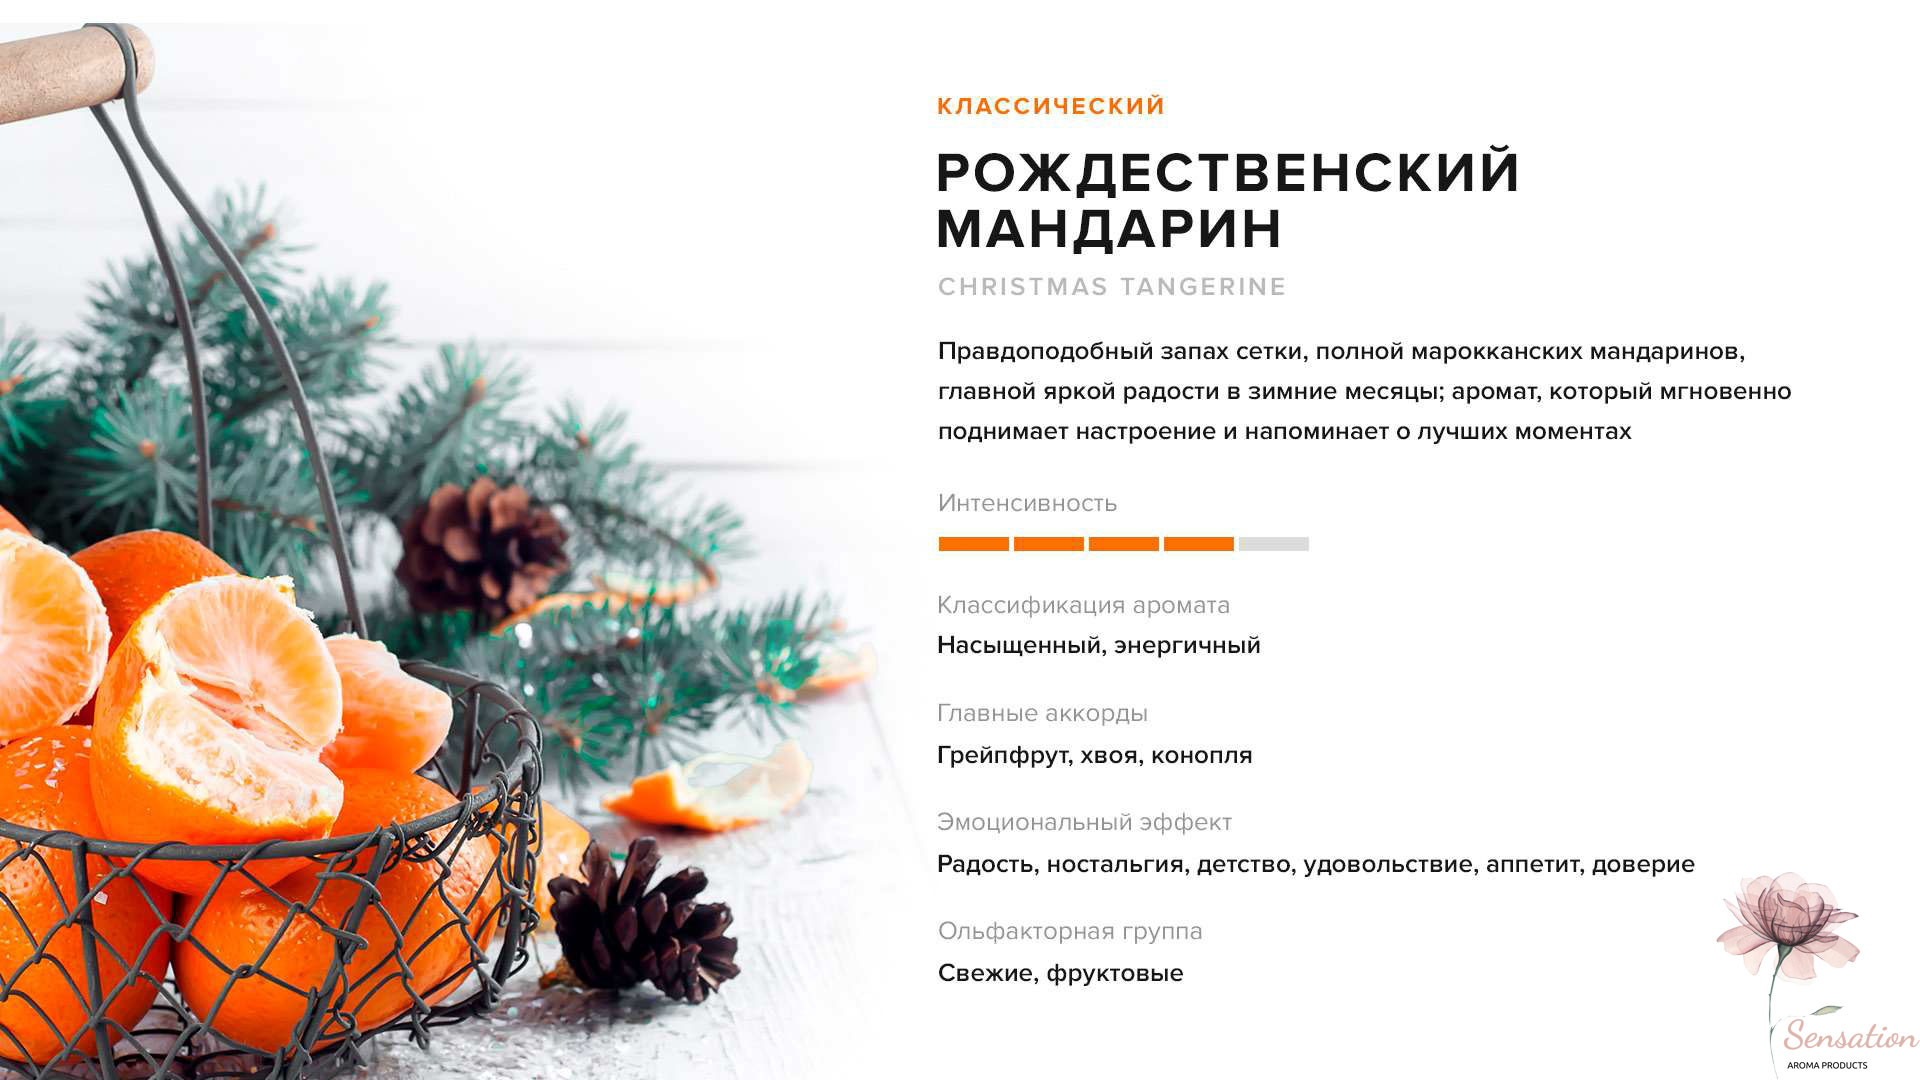 КЛАССИЧЕСКИЙ
РОЖДЕСТВЕНСКИЙ
МАНДАРИН
CHRISTMAS TANGERINE
Правдоподобный запах сетки, полной марокканских мандаринов,
главной яркой радости в зимние месяцы; аромат, который мгновенно
поднимает настроение и напоминает о лучших моментах
Интенсивность
Классификация аромата
Насыщенный, энергичный
Главные аккорды
Грейпфрут, хвоя, конопля
Эмоциональный эффект
Радость, ностальгия, детство, удовольствие, аппетит, доверие
Ольфакторная группа
Свежие, фруктовые
Sensation
AROMA PRODUCTS